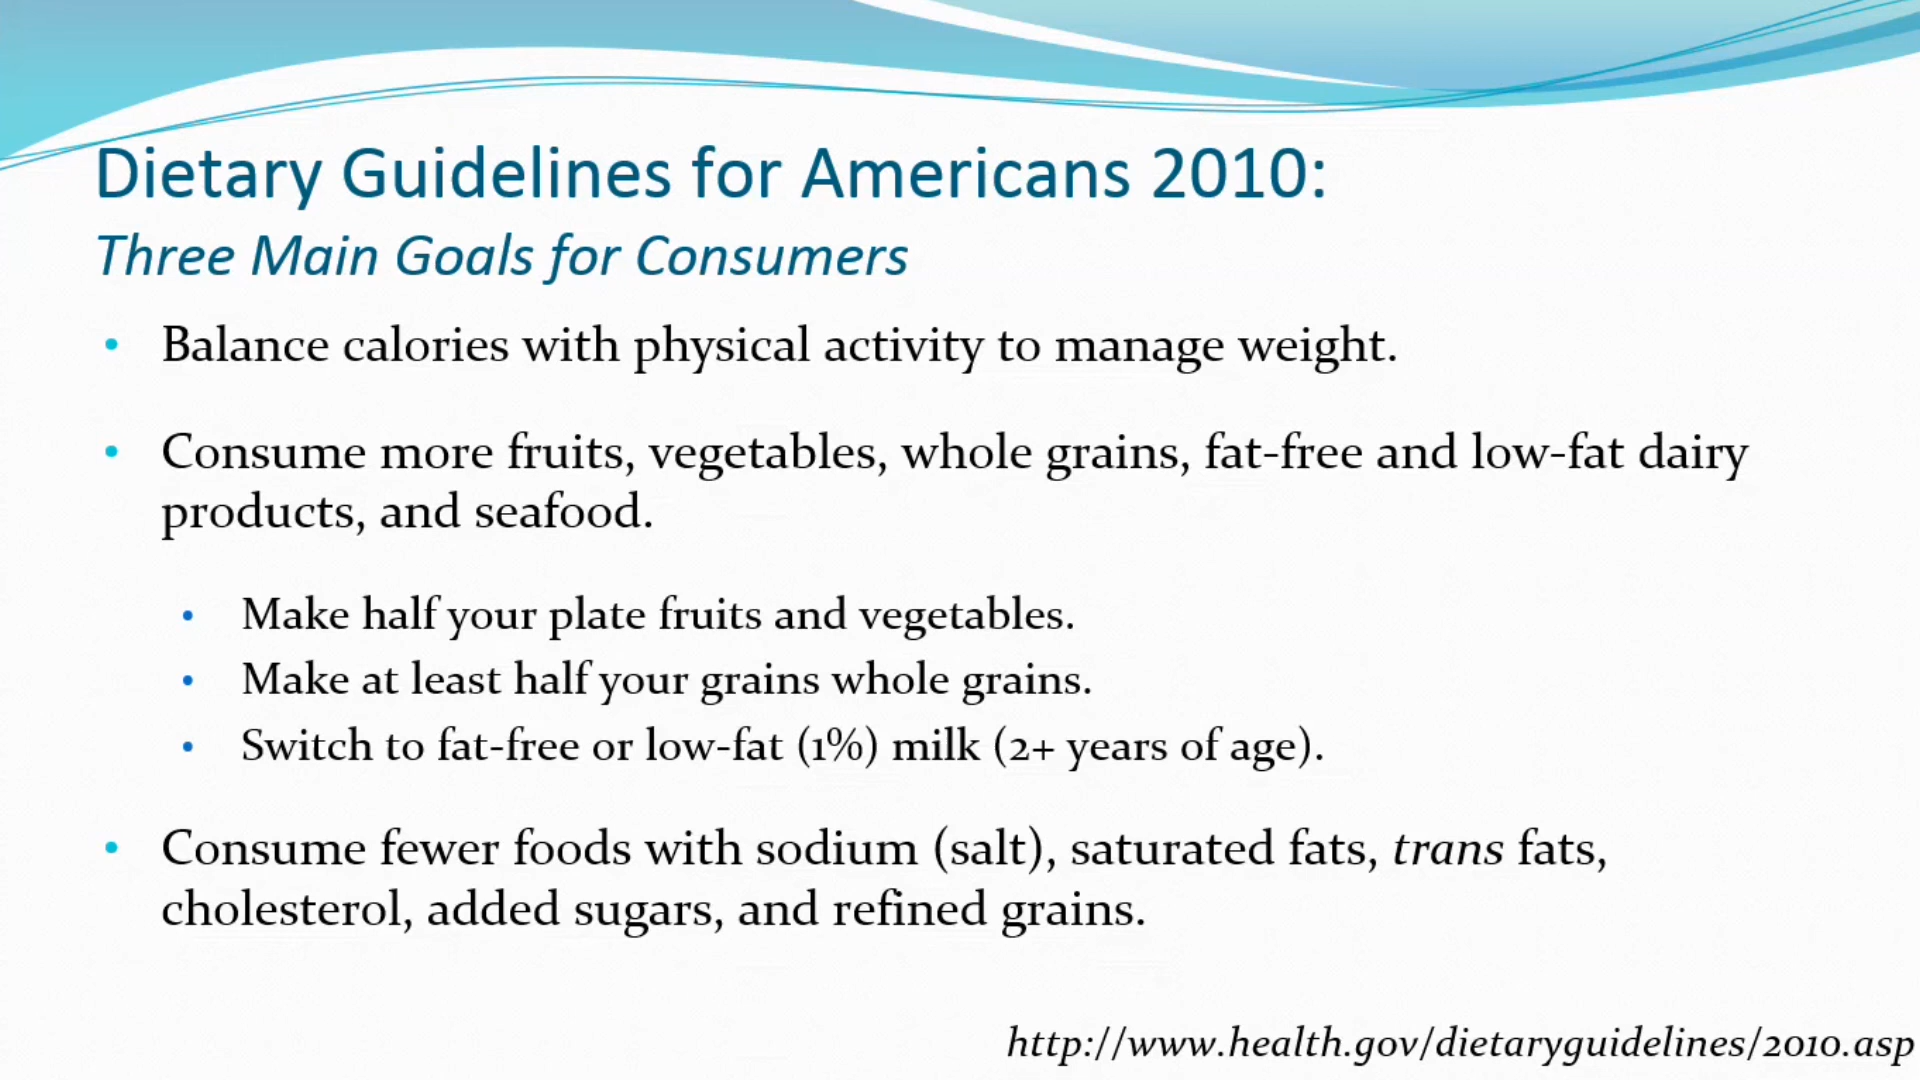 Dietary Guidelines for Americans 2010:
Three Main Goals for Consumers
• Balance calories with physical activity to manage weight.
• Consume more fruits, vegetables, whole grains, fat-free and low-fat dairy
products, and seafood.
• Make half your plate fruits and vegetables.
• Make at least half your grains whole grains.
• Switch to fat-free or low-fat (1%) milk (2+ years of age).
• Consume fewer foods with sodium (salt), saturated fats, trans fats,
cholesterol, added sugars, and refined grains.
http://www.health.gov/dietaryguidelines/2010.asp